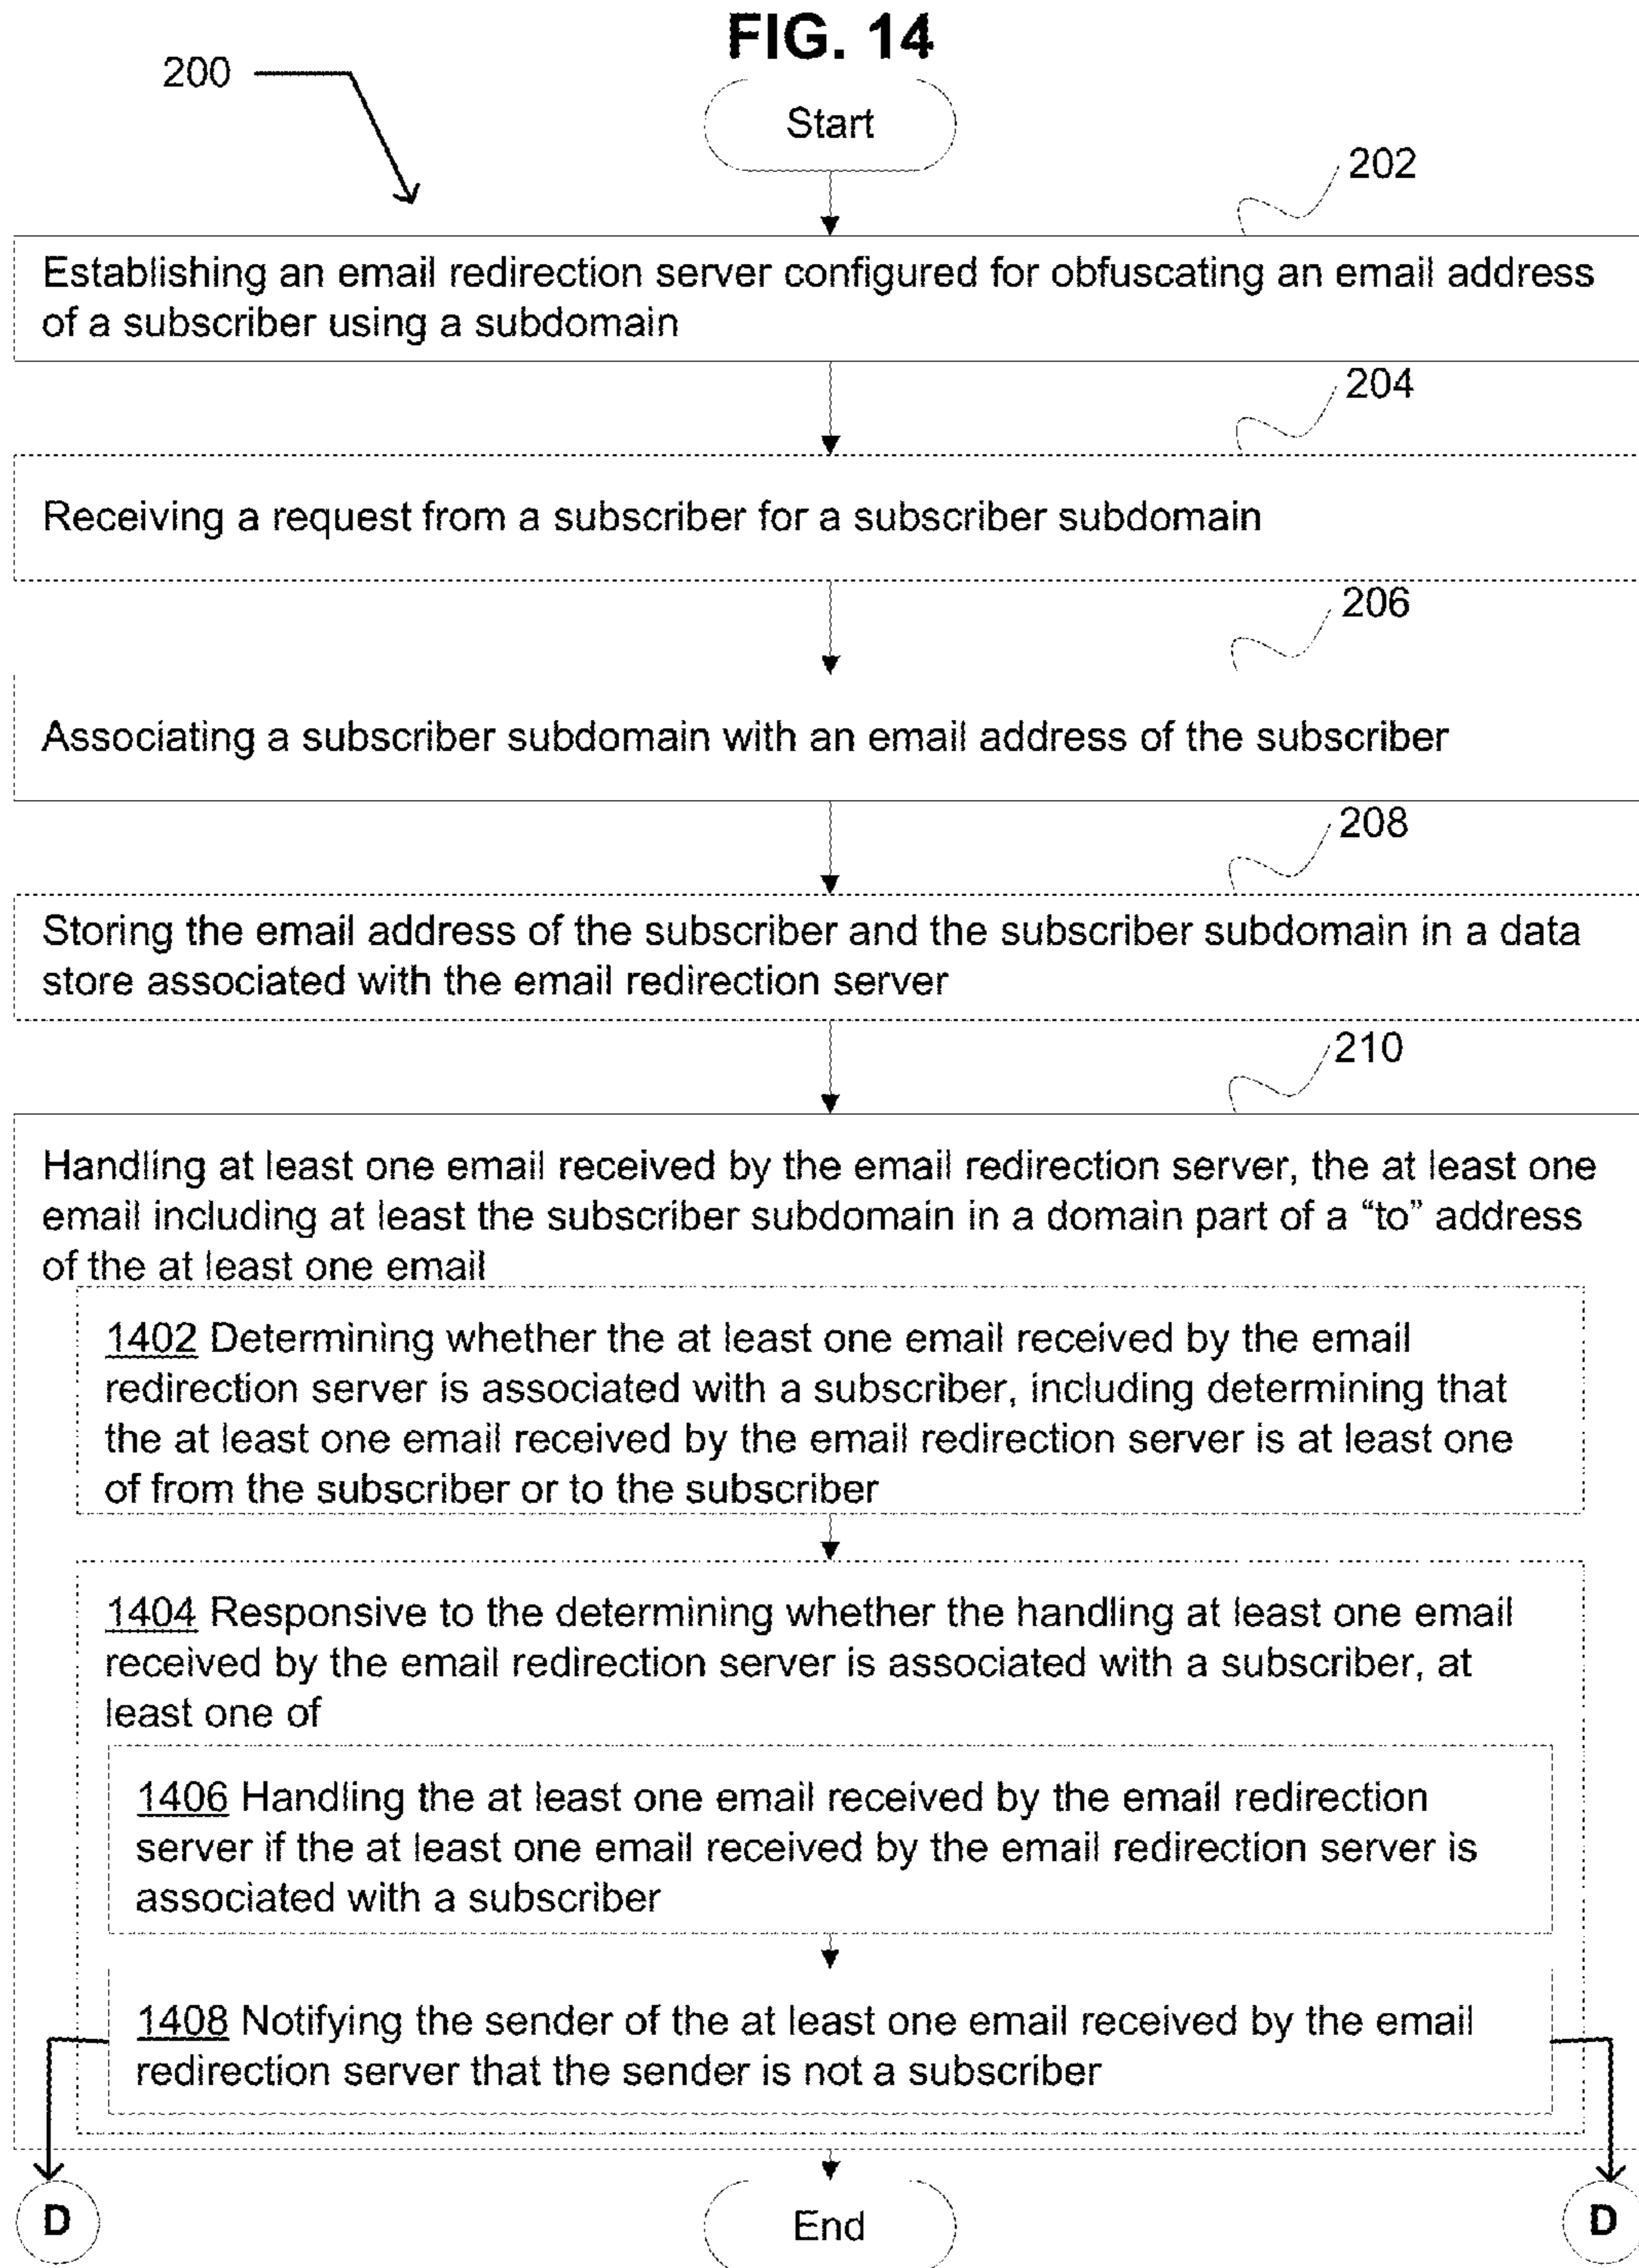 FIG. 14
200
Start
202
Establishing an email redirection server configured for obfuscating an email address
of a subscriber using a subdomain
204
Receiving a request from a subscriber for a subscriber subdomain
206
Associating a subscriber subdomain with an email address of the subscriber
208
Storing the email address of the subscriber and the subscriber subdomain in a data
store associated with the email redirection server
210
Handling at least one email received by the email redirection server, the at least one
email including at least the subscriber subdomain in a domain part of a “to” address
of the at least one email
1402 Determining whether the at least one email received by the email
redirection server is associated with a subscriber, including determining that
the at least one email received by the email redirection server is at least one
of from the subscriber or to the subscriber
1404 Responsive to the determining whether the handling at least one email
received by the email redirection server is associated with a subscriber, at
least one of
1406 Handling the at least one email received by the email redirection
server if the at least one email received by the email redirection server is
associated with a subscriber
1408 Notifying the sender of the at least one email received by the email
redirection server that the sender is not a subscriber
D
End
D